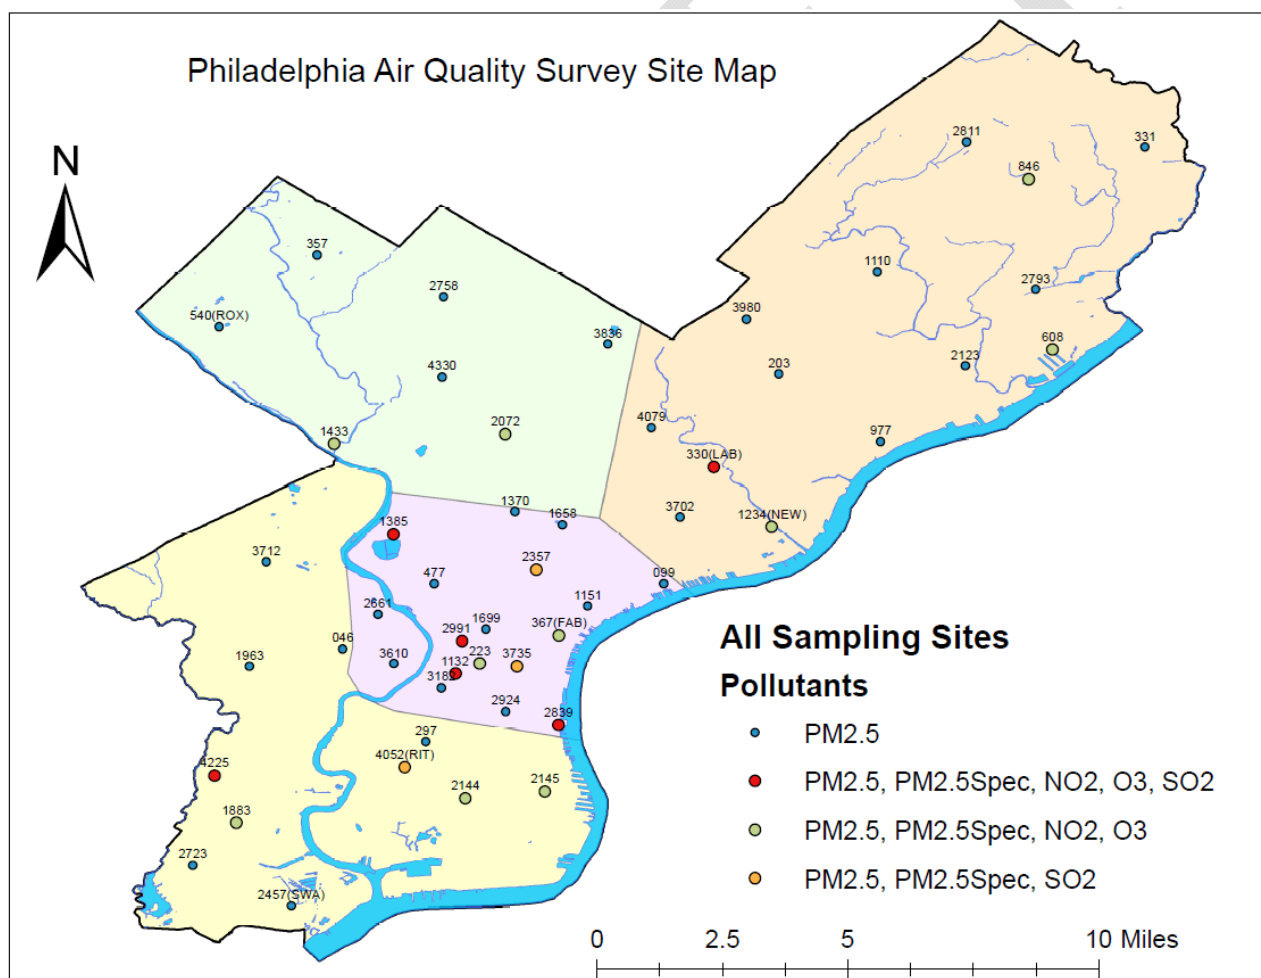 Philadelphia Air Quality Survey Site Map
N
2811
331
846
357
1110
2758
2793
540(ROX)
3980
3836
608
203
2123
4330
4079
2072
977
1433
330(LAB)
1370
3702
1234(NEW)
1658
1385
2357
3712
477
099
1151
2661
1699
367(FAB)
2991
046
223
3735
1963
3610
1132
3182
2924
2839
297
4052(RIT)
4225
2144
2145
1883
2723
2457(SWA)
All Sampling Sites
Pollutants
PM2.5
PM2.5, PM2.5Spec, NO2, O3, SO2
PM2.5, PM2.5Spec, NO2, O3
PM2.5, PM2.5Spec, SO2
0 2.5 5 10 Miles